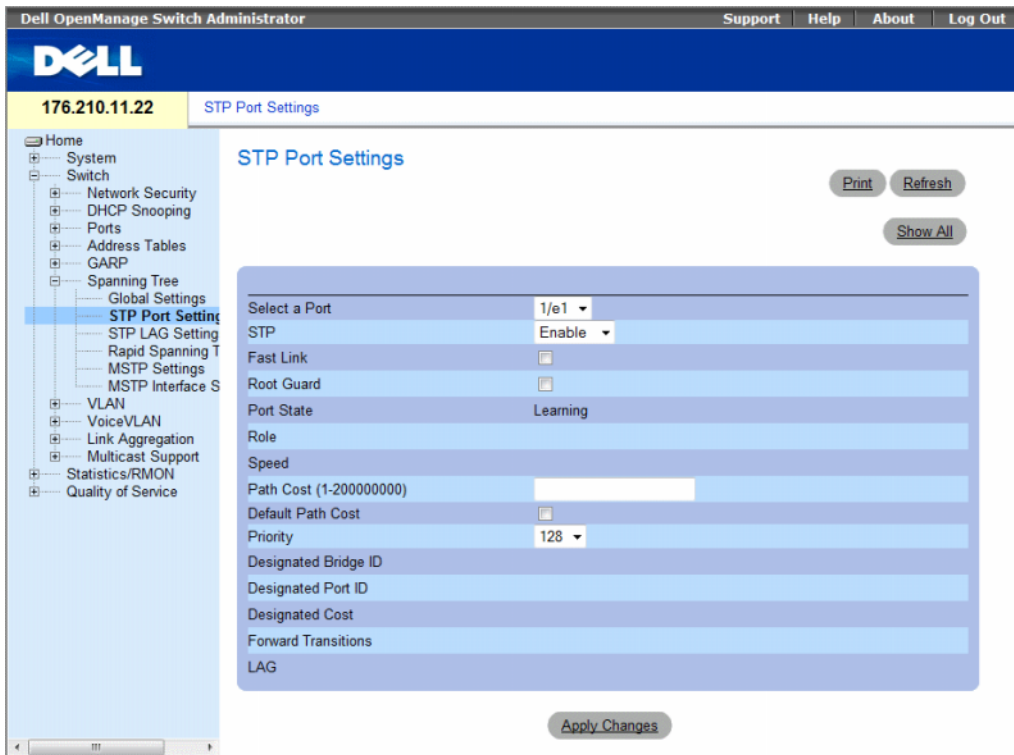 Dell OpenManage Switch Administrator
Support
Help
About
Log Out
DELL
176.210.11.22
STP Port Settings
Home
System
Switch
Network Security
DHCP Snooping
Ports
Address Tables
GARP
Spanning Tree
Global Settings
STP Port Setting
STP LAG Setting
Rapid Spanning T
MSTP Settings
MSTP Interface S
VLAN
VoiceVLAN
Link Aggregation
Multicast Support
Statistics/RMON
Quality of Service
STP Port Settings
Print
Refresh
Show All
Select a Port 1/e1
STP Enable
Fast Link
Root Guard
Port State Learning
Role
Speed
Path Cost (1-200000000)
Default Path Cost
Priority 128
Designated Bridge ID
Designated Port ID
Designated Cost
Forward Transitions
LAG
Apply Changes